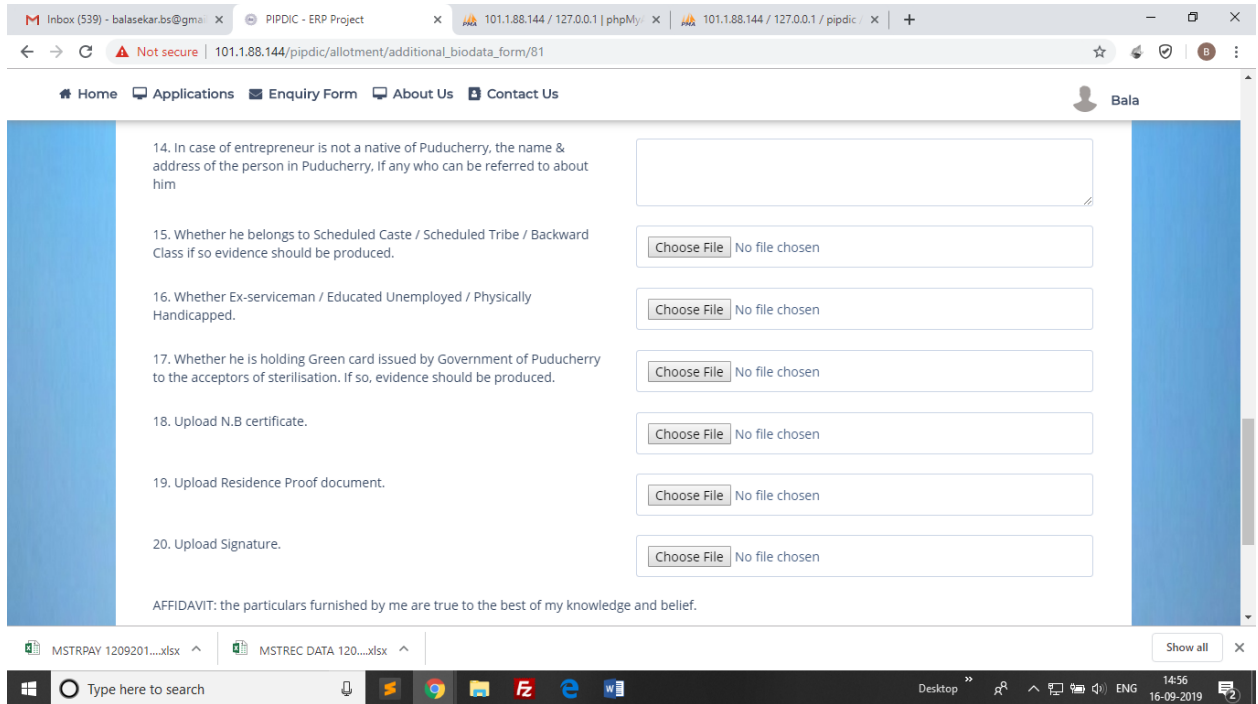 Inbox (539) - balasekar.bs@gmai
PIPDIC - ERP Project
101.1.88.144 / 127.0.0.1 | phpMyA
101.1.88.144 / 127.0.0.1 / pipdic /
Not secure | 101.1.88.144/pipdic/allotment/additional_biodata_form/81
B
Home Applications Enquiry Form About Us Contact Us
Bala
14. In case of entrepreneur is not a native of Puducherry, the name &
address of the person in Puducherry, If any who can be referred to about
him
15. Whether he belongs to Scheduled Caste / Scheduled Tribe / Backward
Class if so evidence should be produced.
Choose File No file chosen
16. Whether Ex-serviceman / Educated Unemployed / Physically
Handicapped.
Choose File No file chosen
17. Whether he is holding Green card issued by Government of Puducherry
to the acceptors of sterilisation. If so, evidence should be produced.
Choose File No file chosen
18. Upload N.B certificate.
Choose File No file chosen
19. Upload Residence Proof document.
Choose File No file chosen
20. Upload Signature.
Choose File No file chosen
AFFIDAVIT: the particulars furnished by me are true to the best of my knowledge and belief.
MSTRPAY 1209201....xlsx
MSTREC DATA 120....xlsx
Show all
Type here to search
Desktop
ENG
14:56
16-09-2019
2